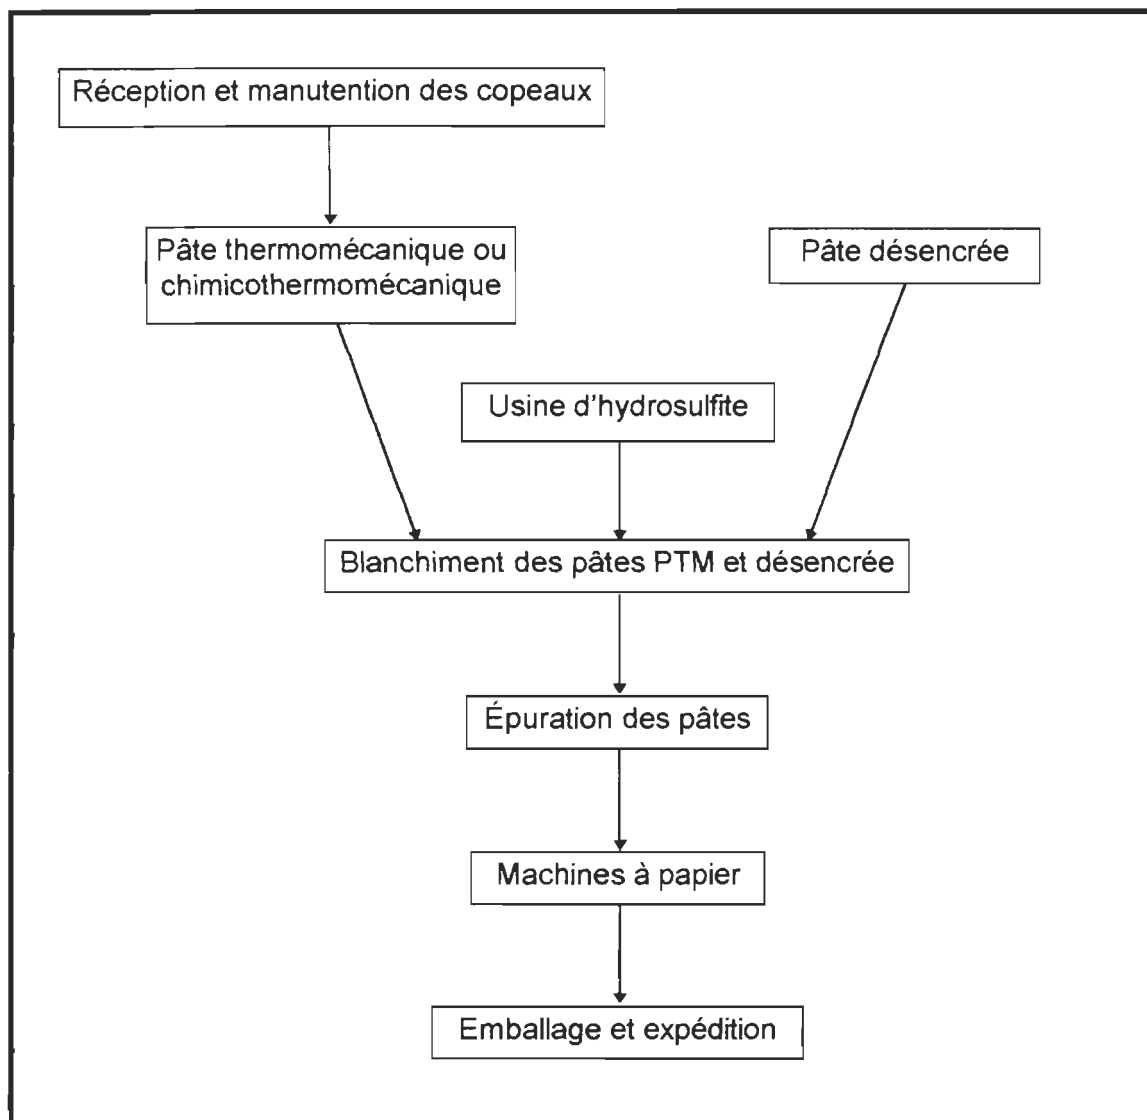 Réception et manutention des copeaux
Pâte thermomécanique ou
chimicothermomécanique
Pâte désencrée
Usine d'hydrosulfite
Blanchiment des pâtes PTM et désencrée
Épuration des pâtes
Machines à papier
Emballage et expédition